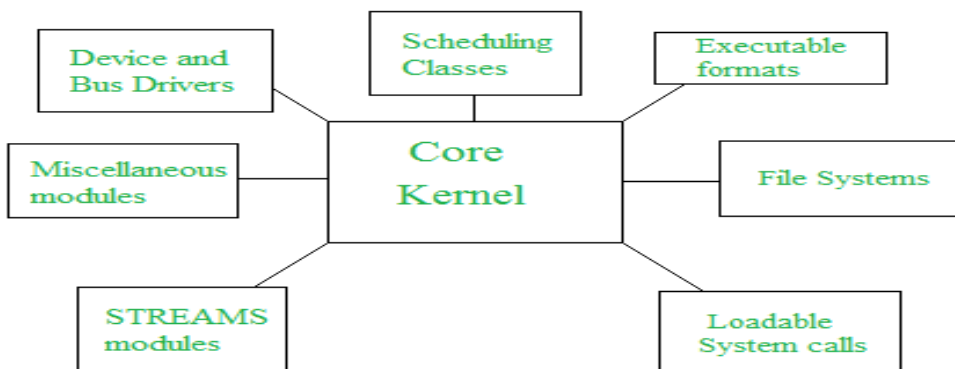 Device and
Bus Drivers
Scheduling
Classes
Executable
formats
Miscellaneous
modules
Core
Kernel
File Systems
STREAMS
modules
Loadable
System calls